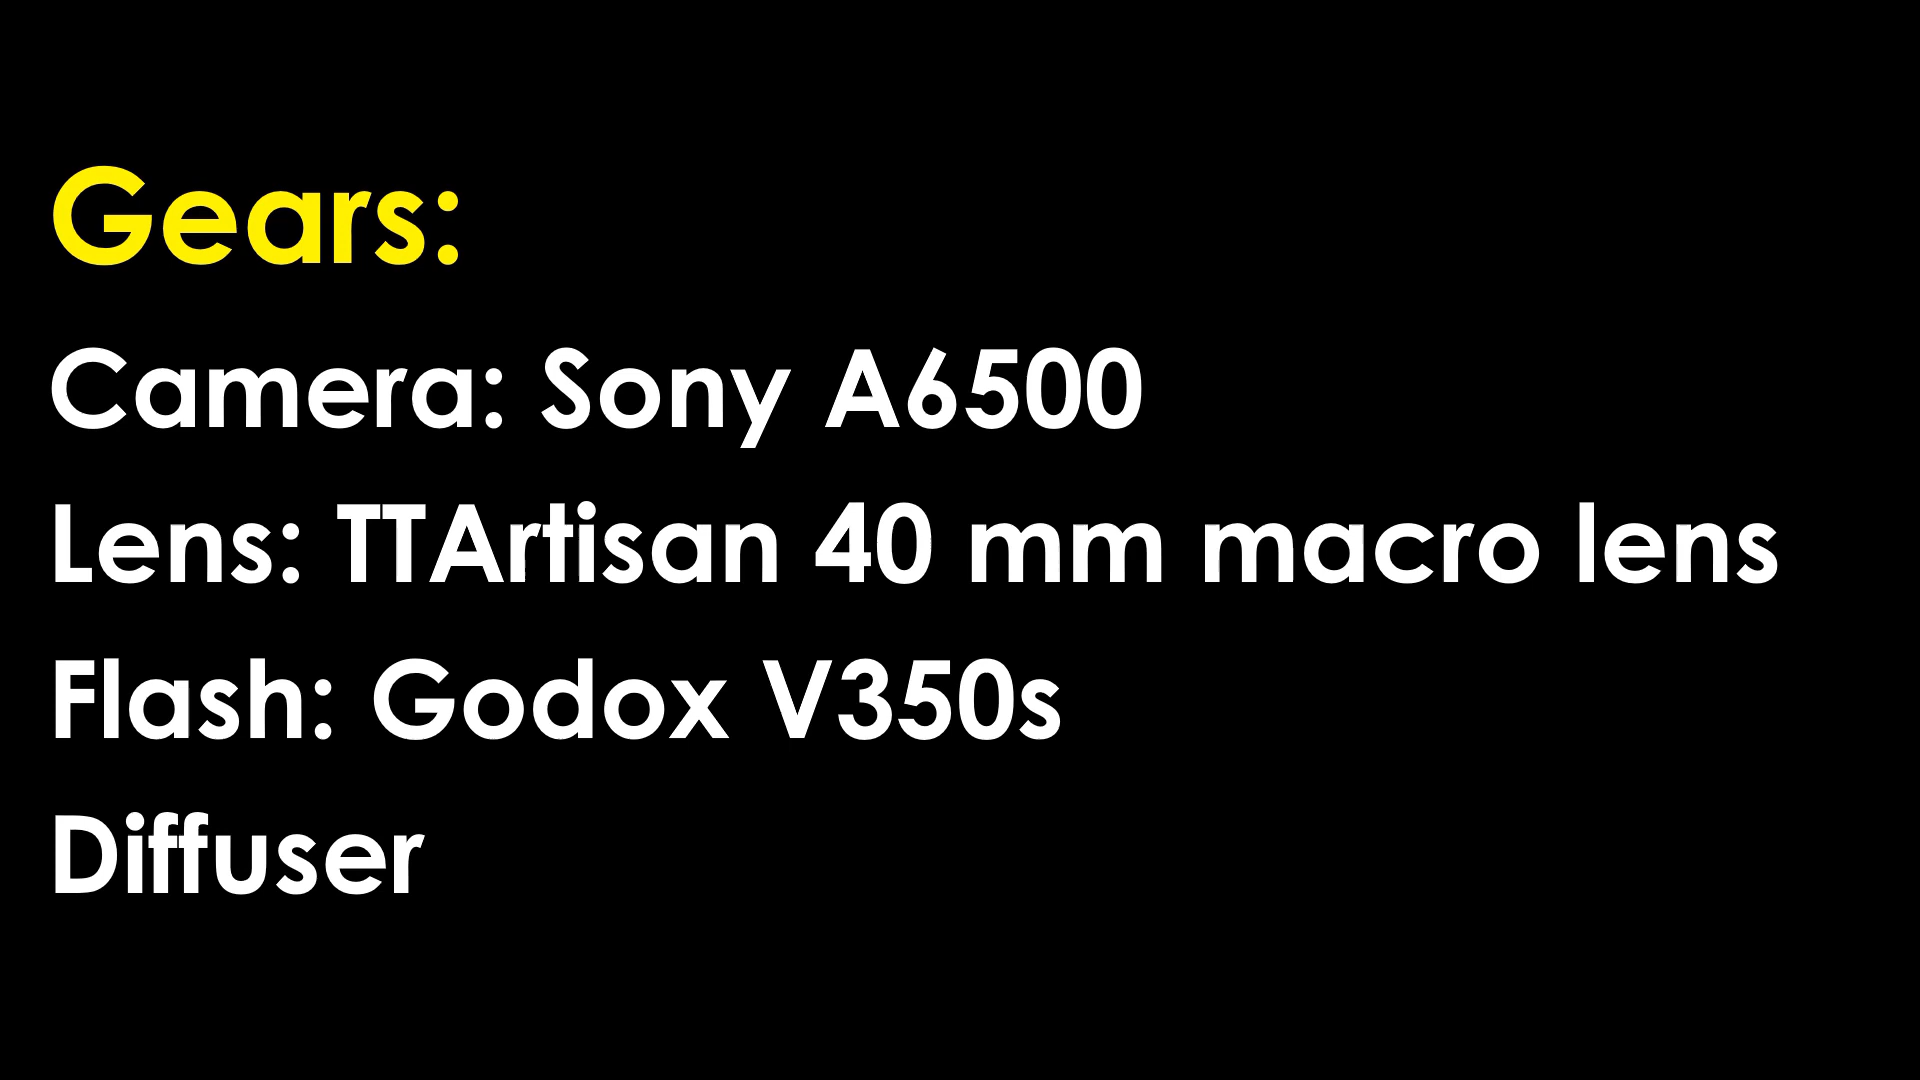 Gears:
Camera: Sony A6500
Lens: TTArtisan 40 mm macro lens
Flash: Godox V350s
Diffuser